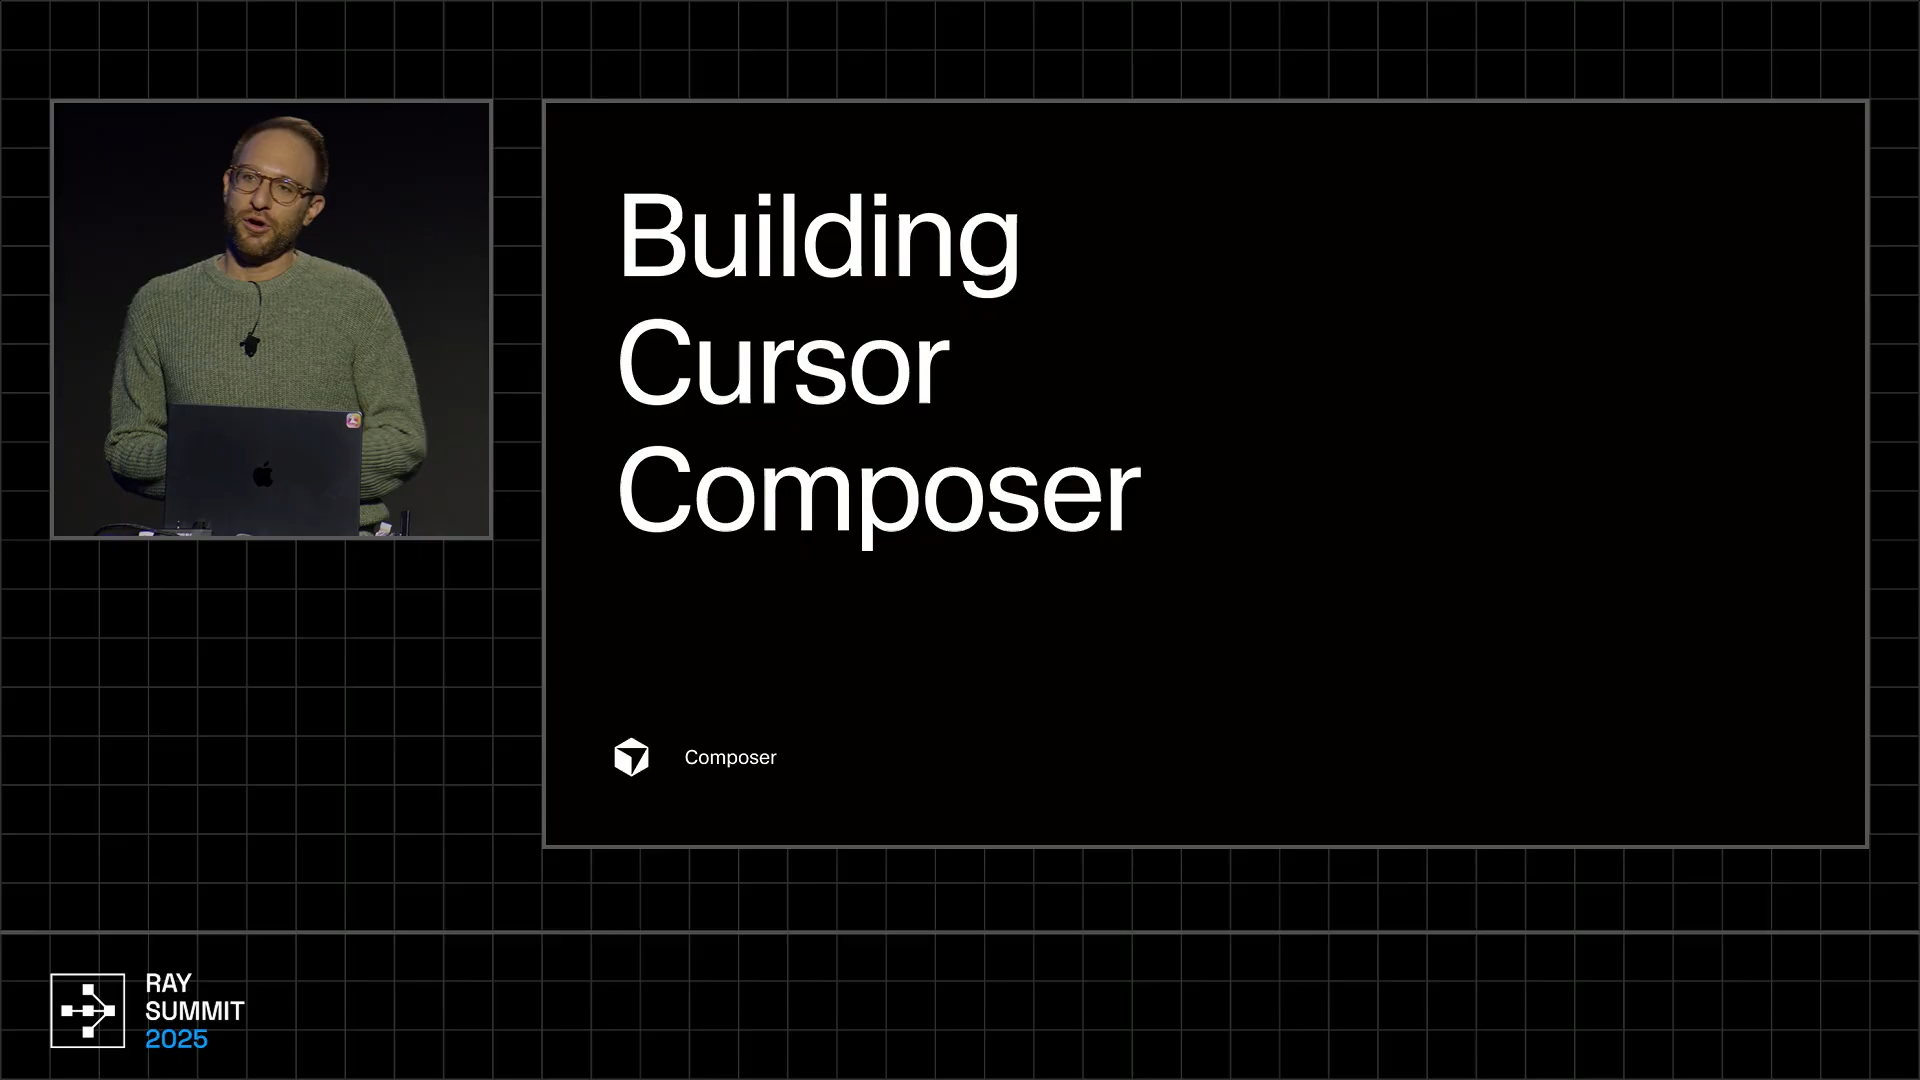 Building
Cursor
Composer
Composer
RAY
SUMMIT
2025